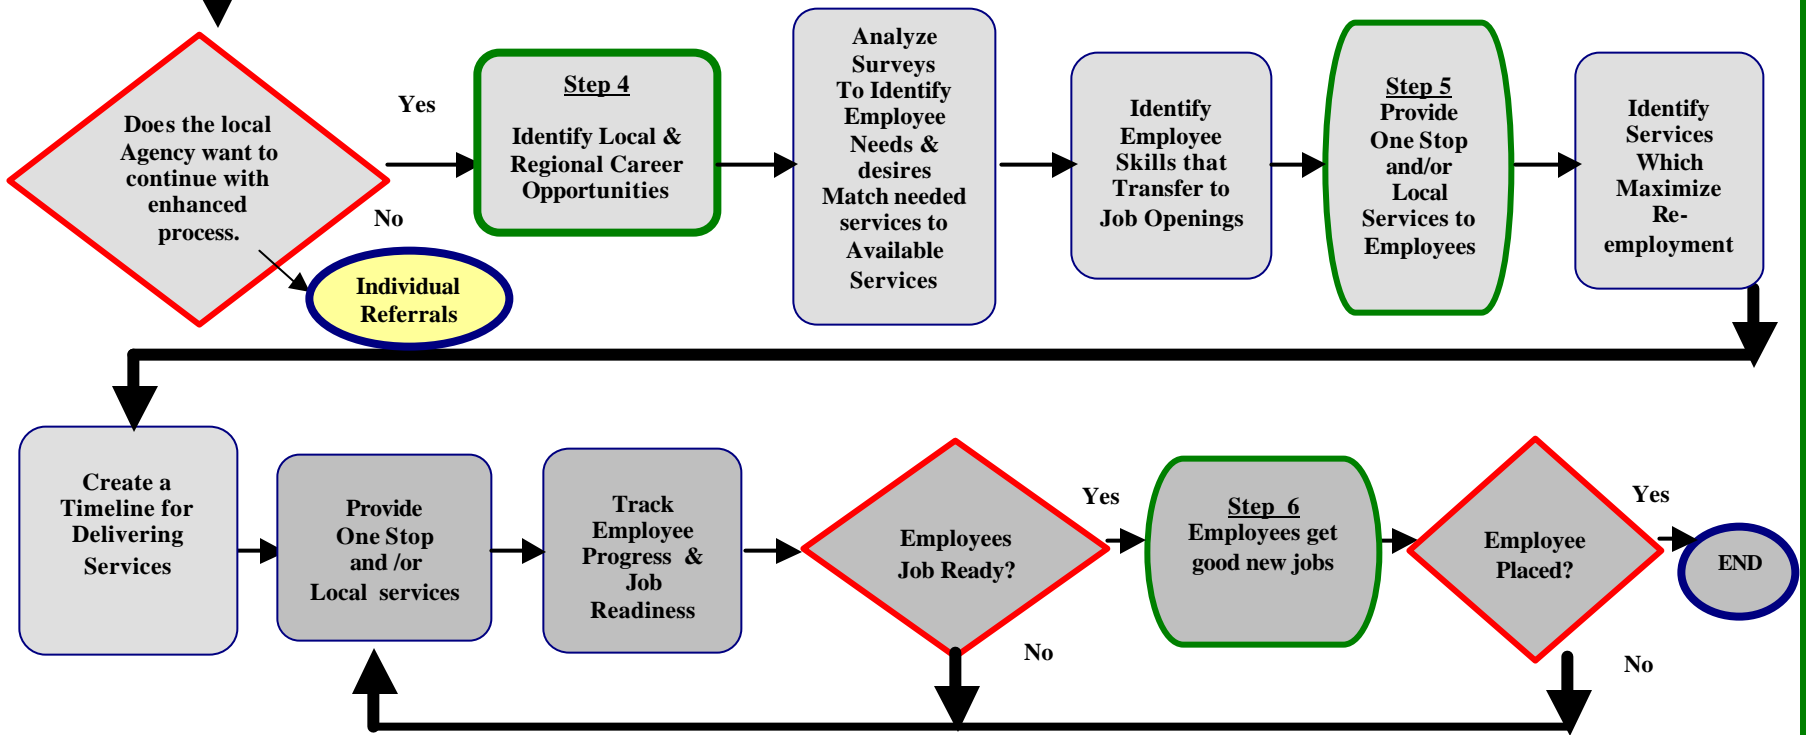 Does the local
Agency want to
continue with
enhanced
process.
Yes
No
Individual
Referrals
Step 4
Identify Local &
Regional Career
Opportunities
Analyze
Surveys
To Identify
Employee
Needs &
desires
Match needed
services to
Available
Services
Identify
Employee
Skills that
Transfer to
Job Openings
Step 5
Provide
One Stop
and/or
Local
Services to
Employees
Identify
Services
Which
Maximize
Re-
employment
Create a
Timeline for
Delivering
Services
Provide
One Stop
and /or
Local services
Track
Employee
Progress &
Job
Readiness
Employees
Job Ready?
Yes
No
Step 6
Employees get
good new jobs
Employee
Placed?
Yes
No
END